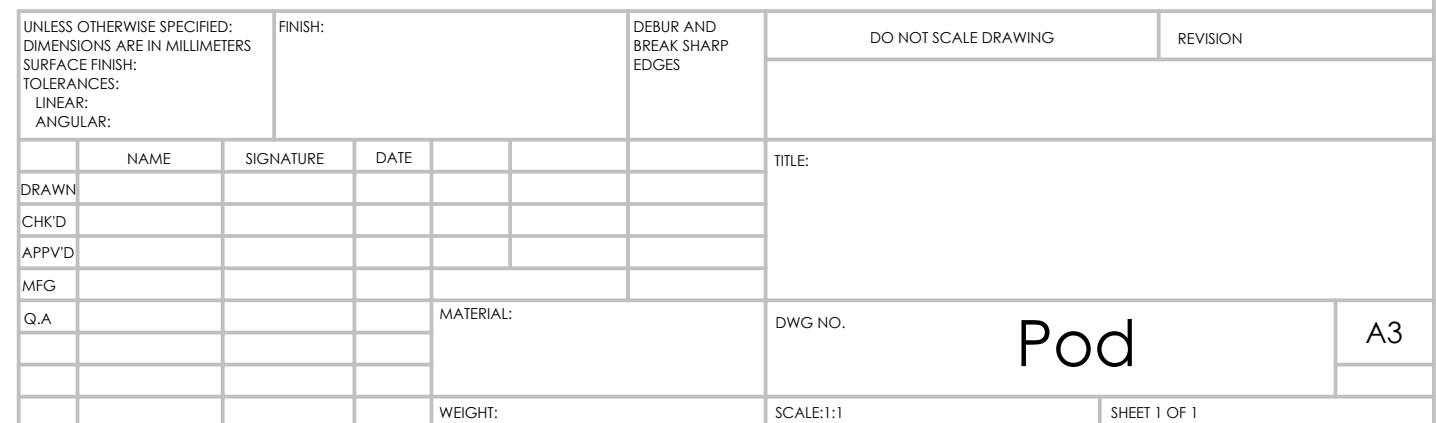 UNLESS OTHERWISE SPECIFIED:
DIMENSIONS ARE IN MILLIMETERS
SURFACE FINISH:
TOLERANCES:
LINEAR:
ANGULAR:
FINISH:
DEBUR AND
BREAK SHARP
EDGES
DO NOT SCALE DRAWING
REVISION
NAME
SIGNATURE
DATE
TITLE:
DRAWN
CHK'D
APPV'D
MFG
Q.A
MATERIAL:
DWG NO.
Pod
A3
WEIGHT:
SCALE:1:1
SHEET 1 OF 1